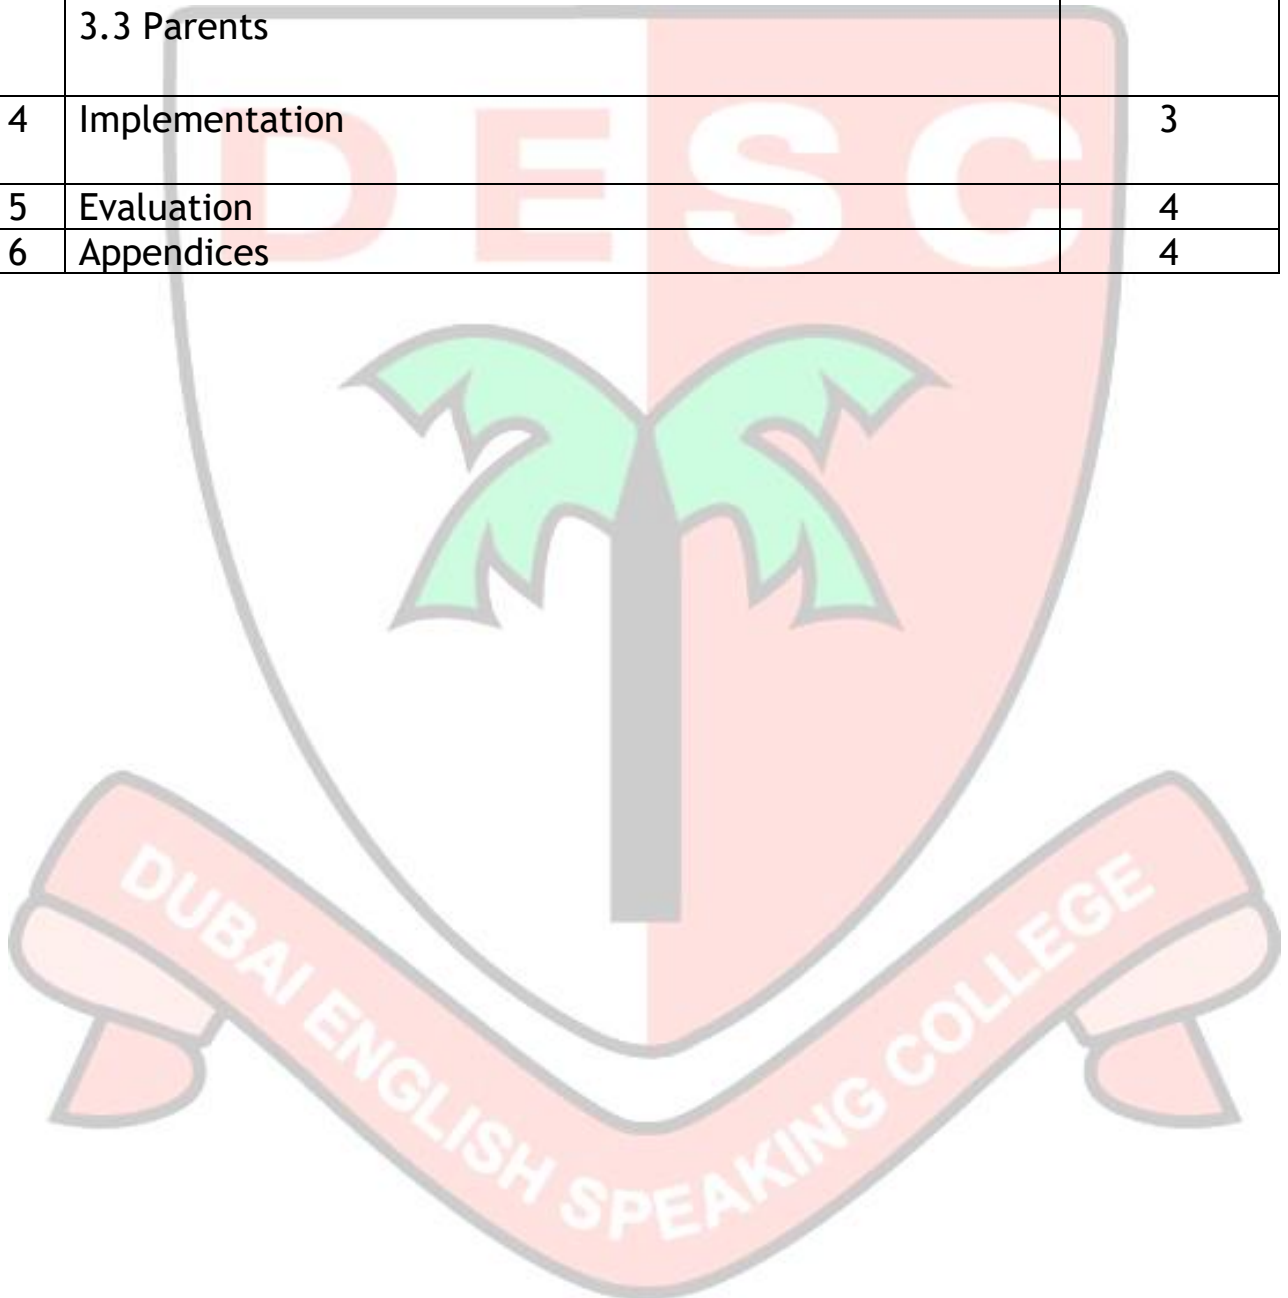 3.3 Parents
4 Implementation 3
5 Evaluation 4
6 Appendices 4
DESC
DUBAI ENGLISH SPEAKING COLLEGE